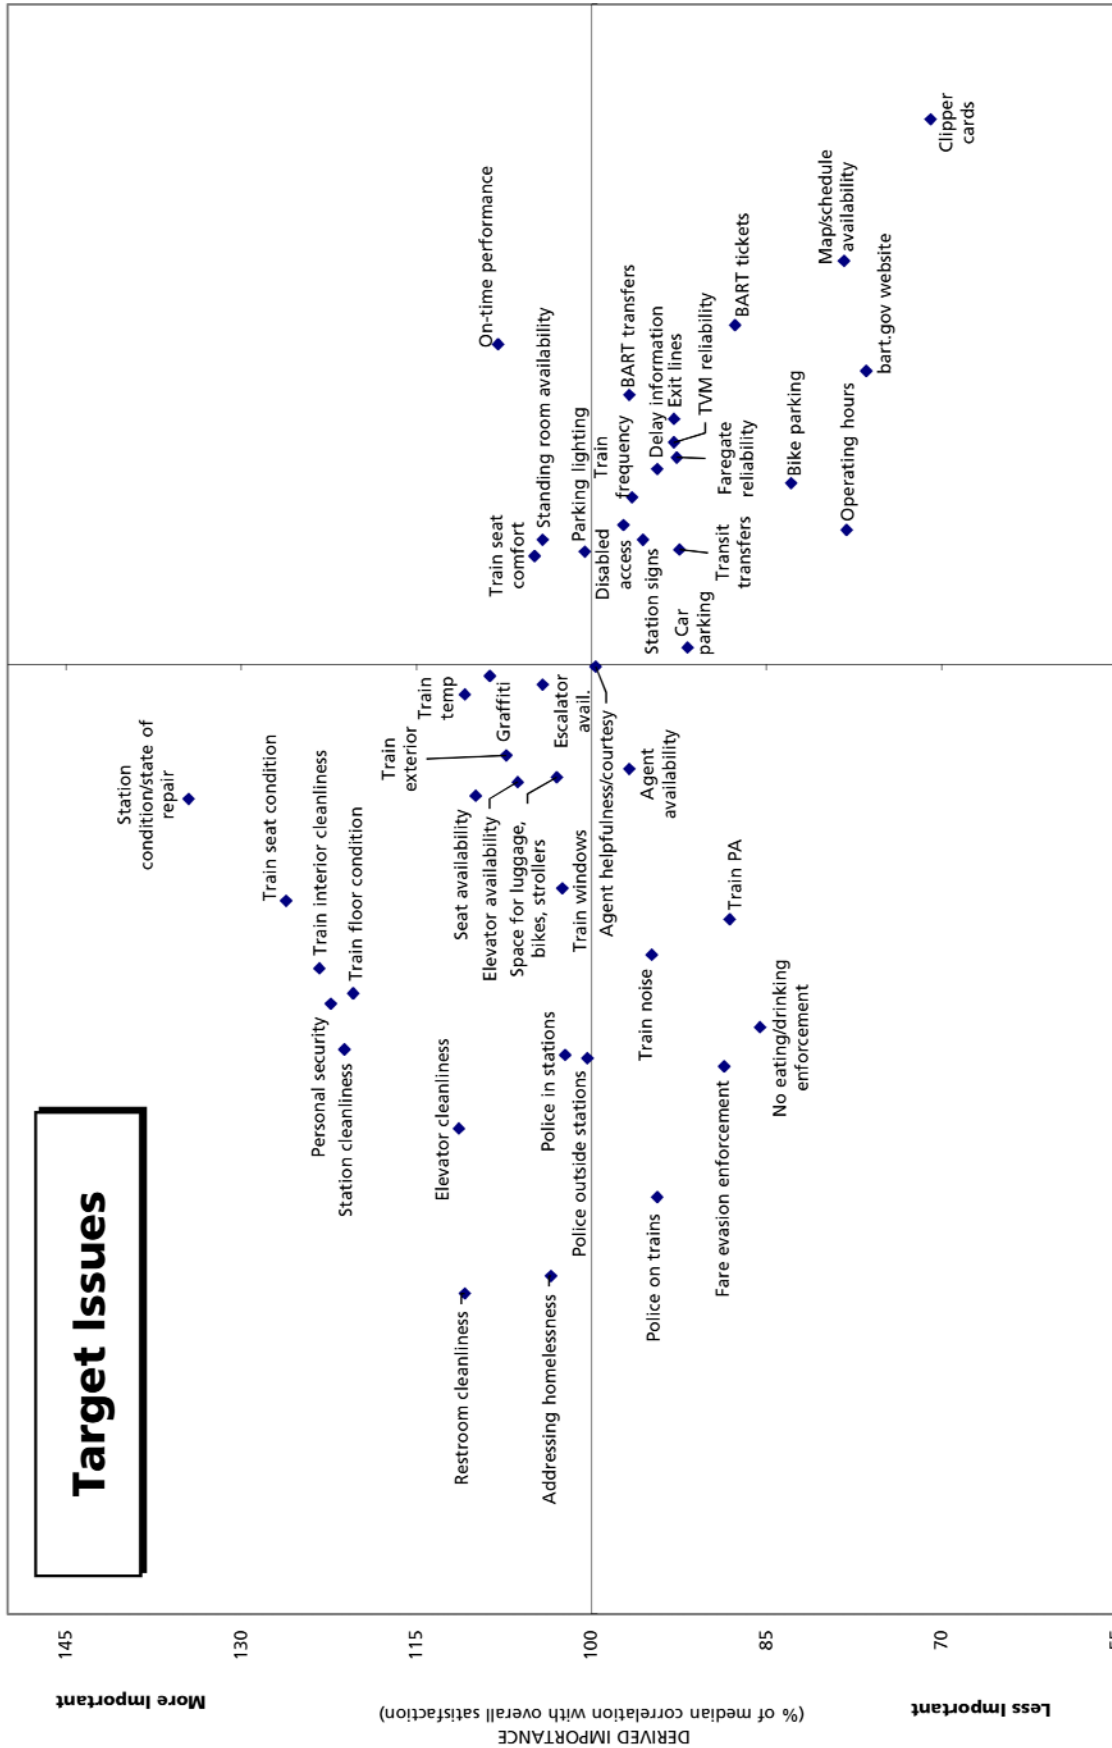 Target Issues
More Important
DERIVED IMPORTANCE
(% of median correlation with overall satisfaction)
Less Important
145
130
115
100
85
70
Station
condition/state of
repair
Train seat condition
Train interior cleanliness
Train floor condition
Personal security
Station cleanliness
Elevator cleanliness
Restroom cleanliness
Addressing homelessness
Police in stations
Police outside stations
Train
exterior
Train
temp
Graffiti
Escalator
avail.
Seat availability
Elevator availability
Space for luggage,
bikes, strollers
Train windows
Agent helpfulness/courtesy
On-time performance
Standing room availability
Train seat
comfort
Parking lighting
Agent
availability
Train PA
Train noise
No eating/drinking
enforcement
Fare evasion enforcement
Police on trains
Train
frequency
BART transfers
Disabled
access
Delay information
Exit lines
TVM reliability
Station signs
Faregate
reliability
Transit
transfers
Car
parking
BART tickets
Bike parking
Map/schedule
availability
bart.gov website
Operating hours
Clipper
cards